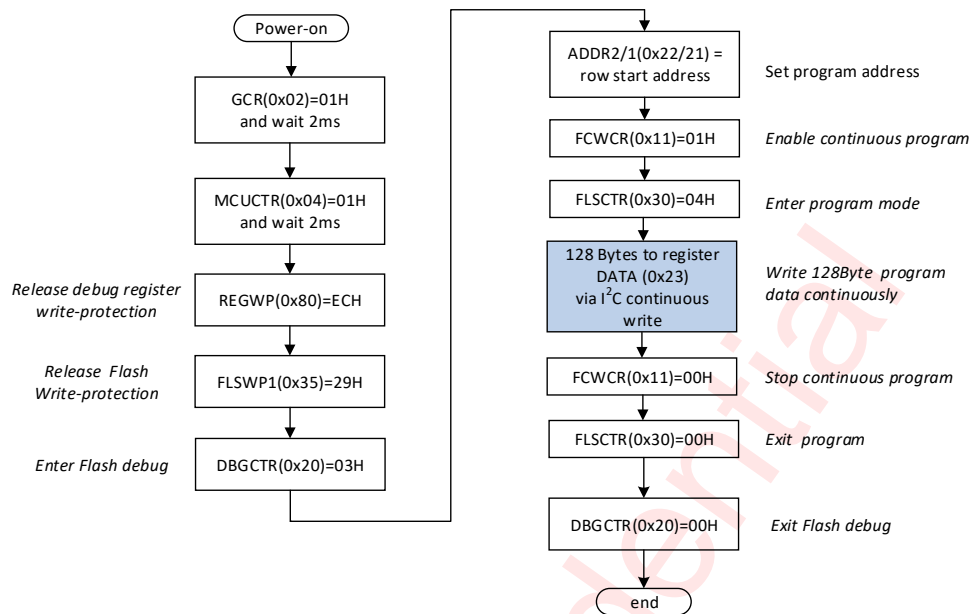 Power-on
GCR(0x02)=01H
and wait 2ms
MCUCTR(0x04)=01H
and wait 2ms
Release debug register
write-protection
REGWP(0x80)=ECH
Release Flash
Write-protection
FLSWP1(0x35)=29H
Enter Flash debug
DBGCTR(0x20)=03H
ADDR2/1(0x22/21) =
row start address
Set program address
FCWCR(0x11)=01H
Enable continuous program
FLSCTR(0x30)=04H
Enter program mode
128 Bytes to register
DATA (0x23)
via I²C continuous
write
Write 128Byte program
data continuously
FCWCR(0x11)=00H
Stop continuous program
FLSCTR(0x30)=00H
Exit program
DBGCTR(0x20)=00H
Exit Flash debug
end
ential